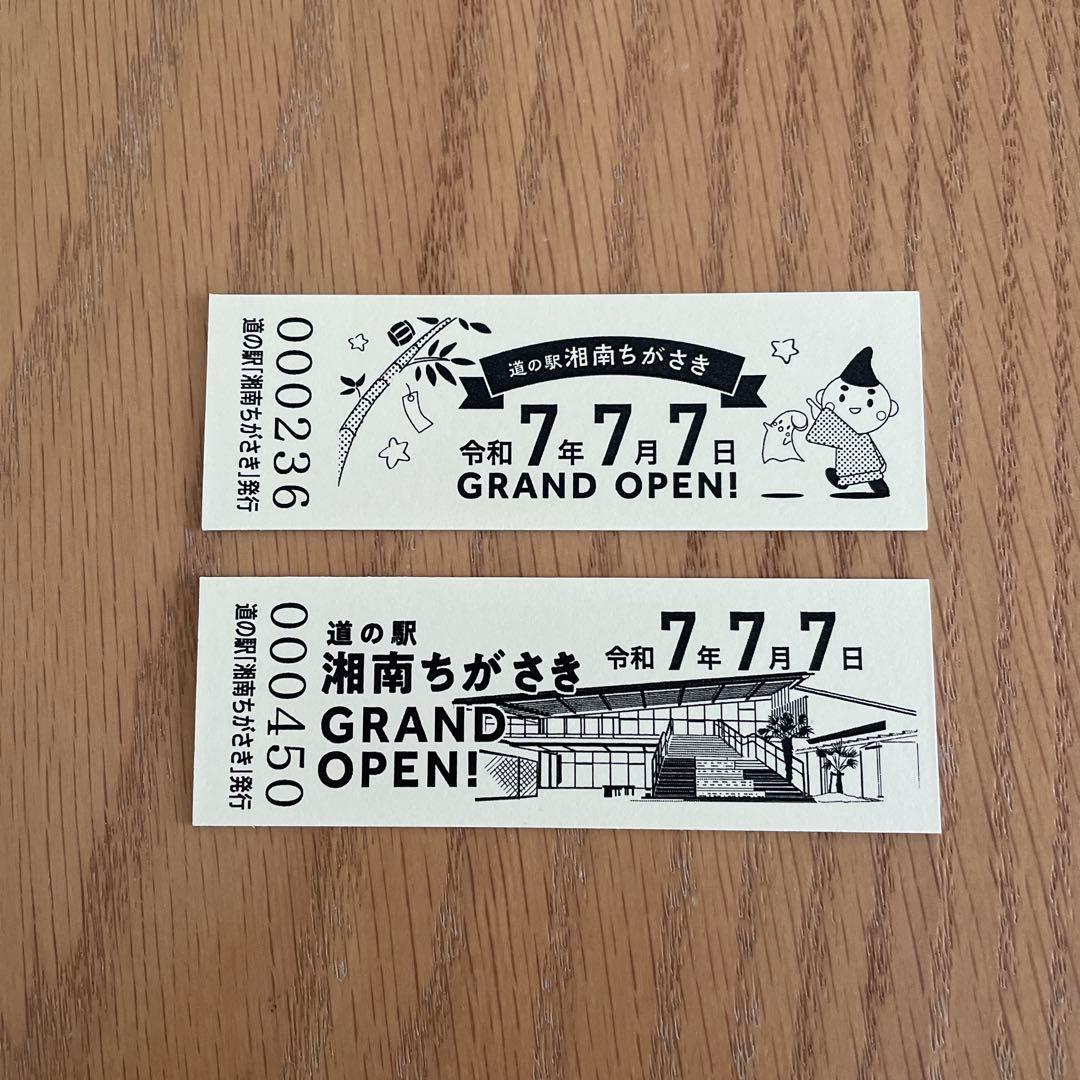 道の駅「湘南ちがさき」発行
000236
道の駅 湘南ちがさき
令和7年7月7日
GRAND OPEN!
道の駅「湘南ちがさき」発行
000450
道の駅
湘南ちがさき
GRAND
OPEN!
令和7年7月7日